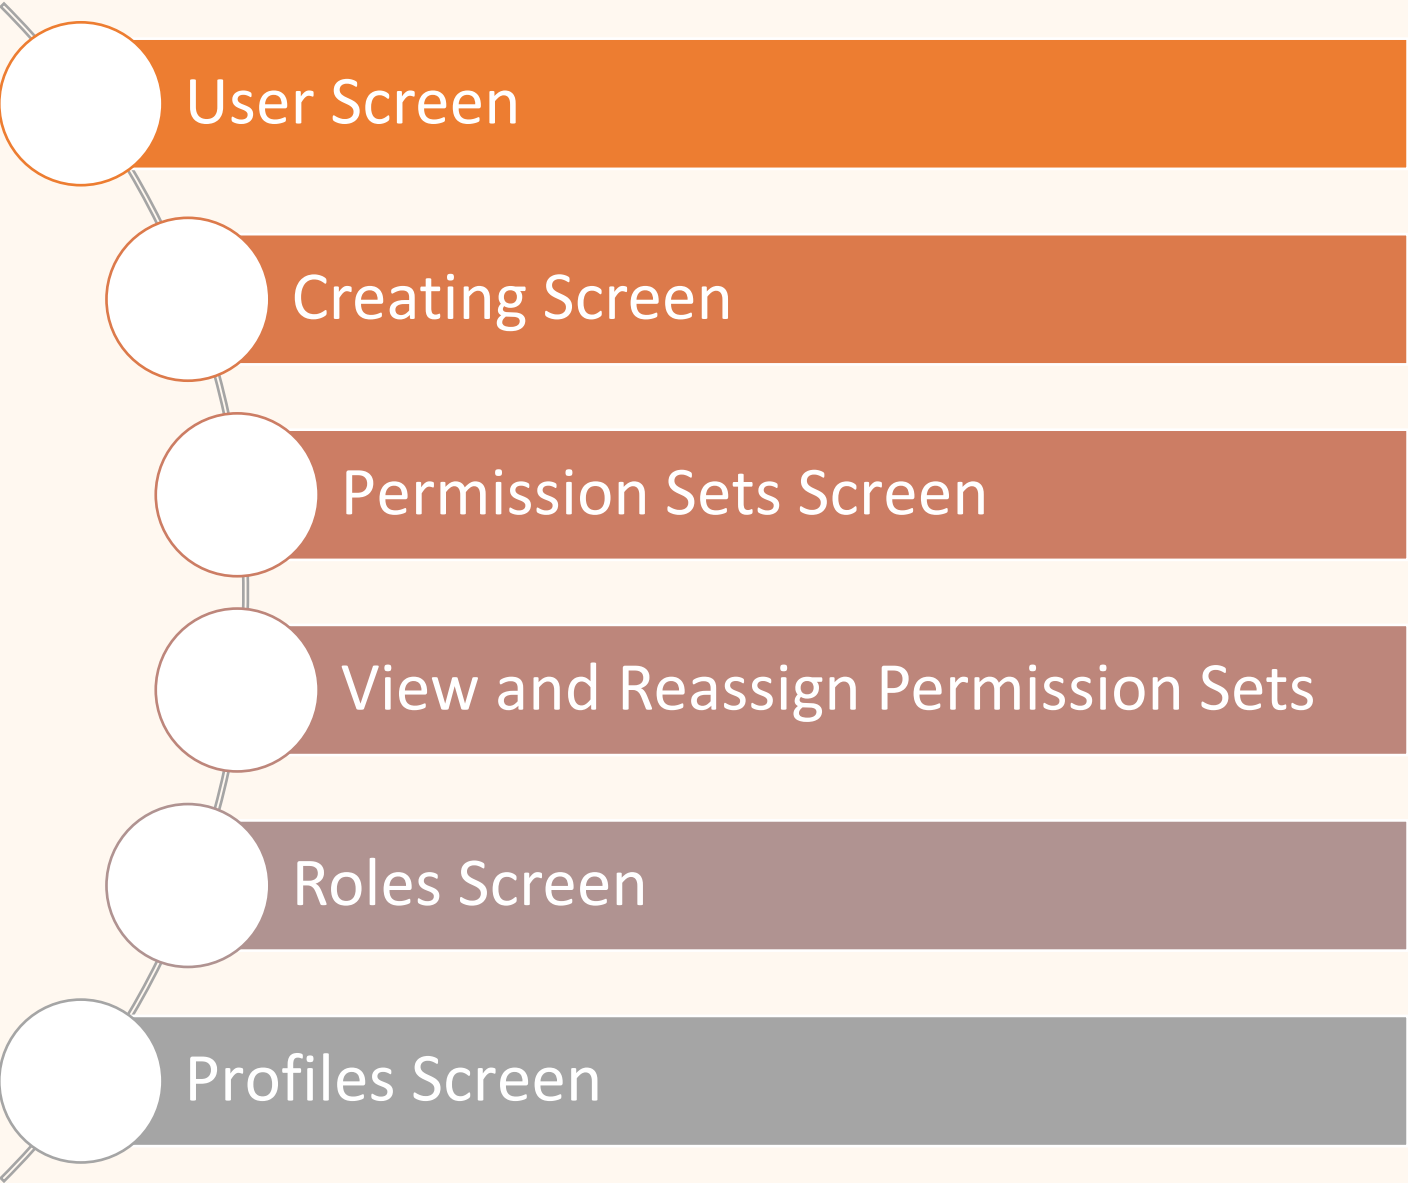 User Screen
Creating Screen
Permission Sets Screen
View and Reassign Permission Sets
Roles Screen
Profiles Screen